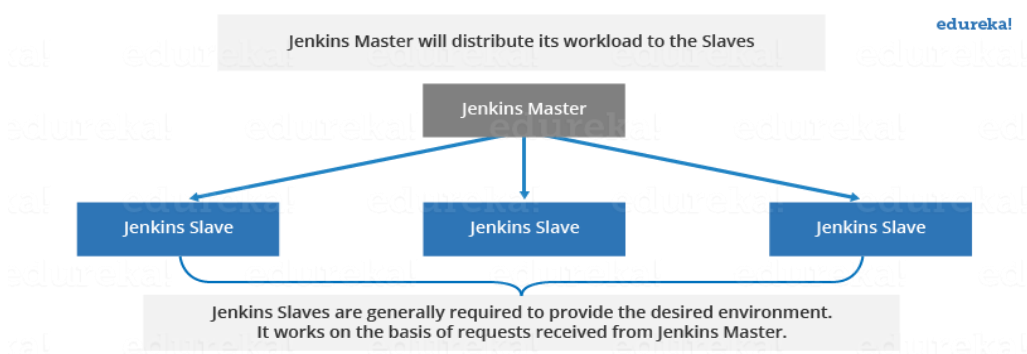 edureka!
Jenkins Master will distribute its workload to the Slaves
Jenkins Master
Jenkins Slave
Jenkins Slave
Jenkins Slave
Jenkins Slaves are generally required to provide the desired environment.
It works on the basis of requests received from Jenkins Master.